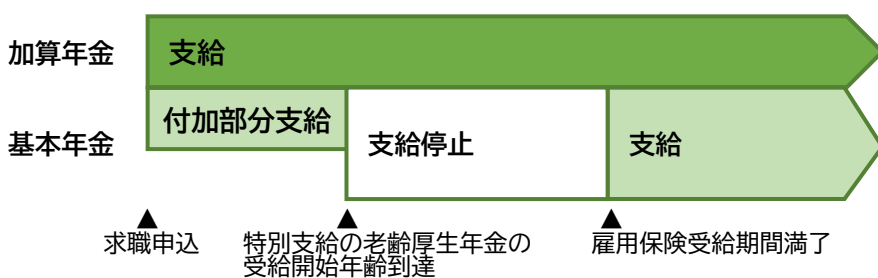 加算年金
支給
付加部分支給
基本年金
支給停止
支給
▲
▲
▲
求職申込
特別支給の老齢厚生年金の
受給開始年齢到達
雇用保険受給期間満了